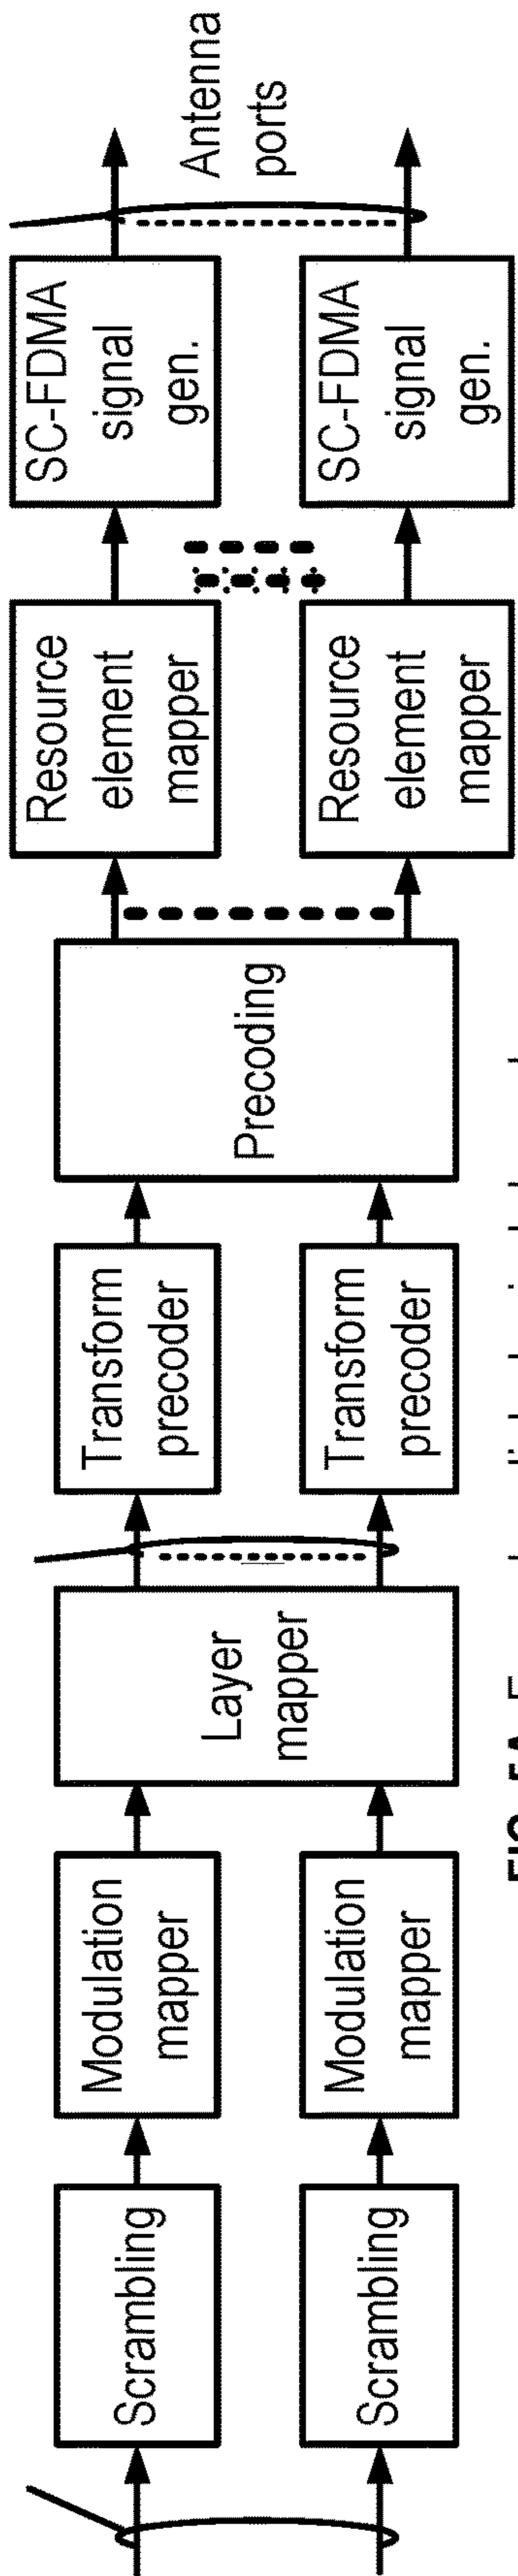 Scrambling
Scrambling
Modulation
mapper
Modulation
mapper
Layer
mapper
Transform
precoder
Transform
precoder
Precoding
Resource
element
mapper
Resource
element
mapper
SC-FDMA
signal
gen.
SC-FDMA
signal
gen.
Antenna
ports